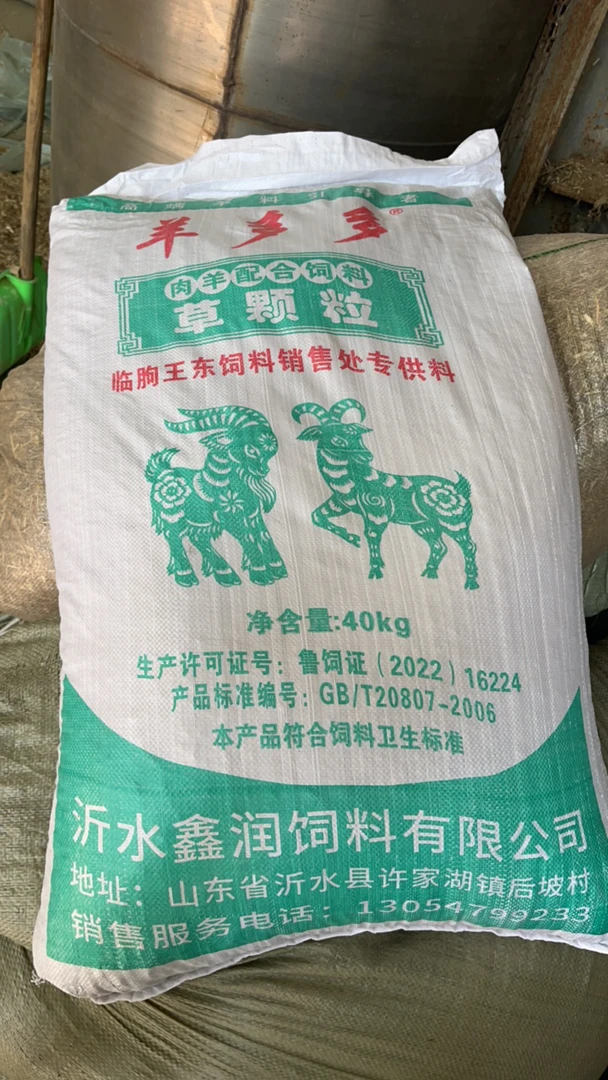 羊多多®
肉羊配合饲料
草颗粒
临朐王东饲料销售处专供料
净含量:40kg
生产许可证号：鲁饲证（2022）16224
产品标准编号：GB/T20807-2006
本产品符合饲料卫生标准
沂水鑫润饲料有限公司
地址：山东省沂水县许家湖镇后坡村
销售服务电话：13054799233